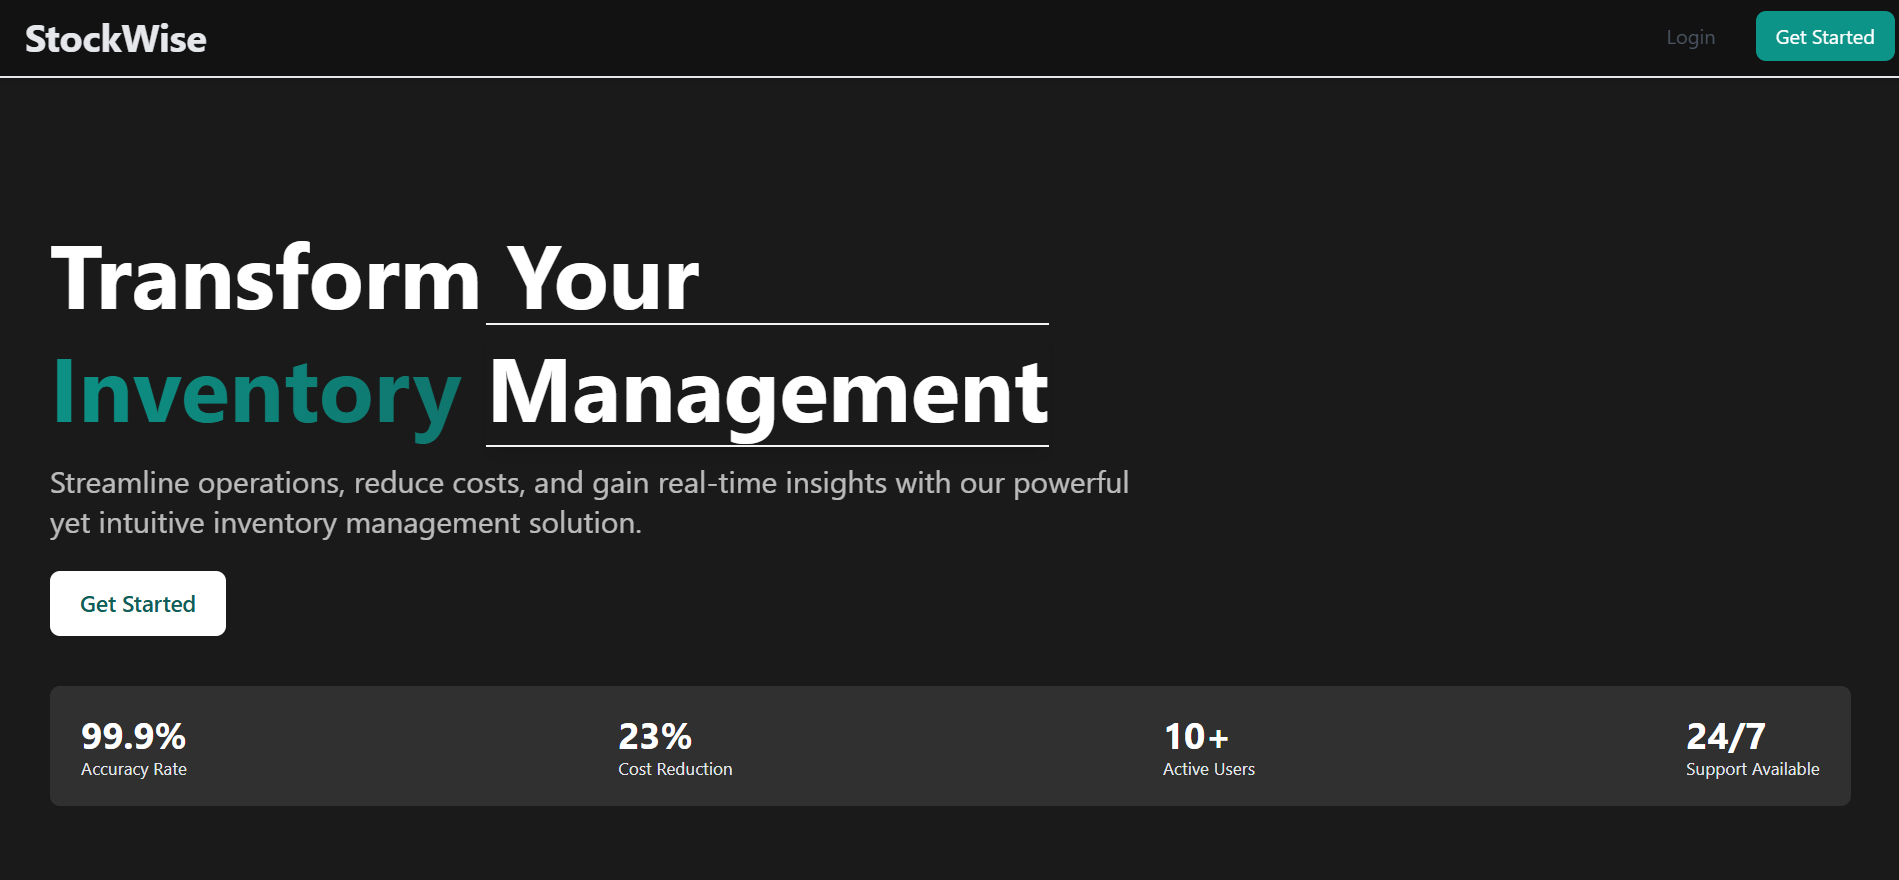 StockWise
Login
Get Started
Transform Your
Inventory Management
Streamline operations, reduce costs, and gain real-time insights with our powerful
yet intuitive inventory management solution.
Get Started
99.9%
Accuracy Rate
23%
Cost Reduction
10+
Active Users
24/7
Support Available